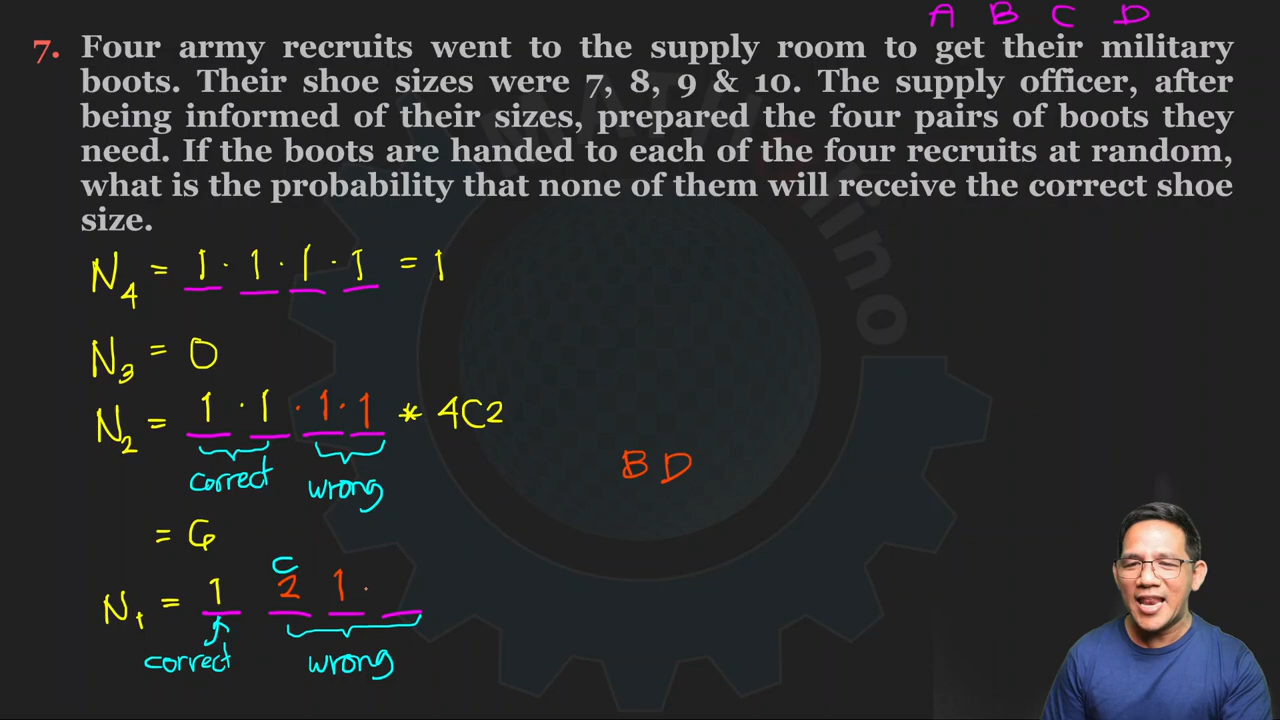 A B C D
7. Four army recruits went to the supply room to get their military
boots. Their shoe sizes were 7, 8, 9 & 10. The supply officer, after
being informed of their sizes, prepared the four pairs of boots they
need. If the boots are handed to each of the four recruits at random,
what is the probability that none of them will receive the correct shoe
size.
N4 = 1 · 1 · 1 · 1 = 1
N3 = 0
N2 = 1 · 1 · 1 · 1 * 4C2
correct wrong
B D
= 6
C
N1 = 1 2 1 ·
correct wrong